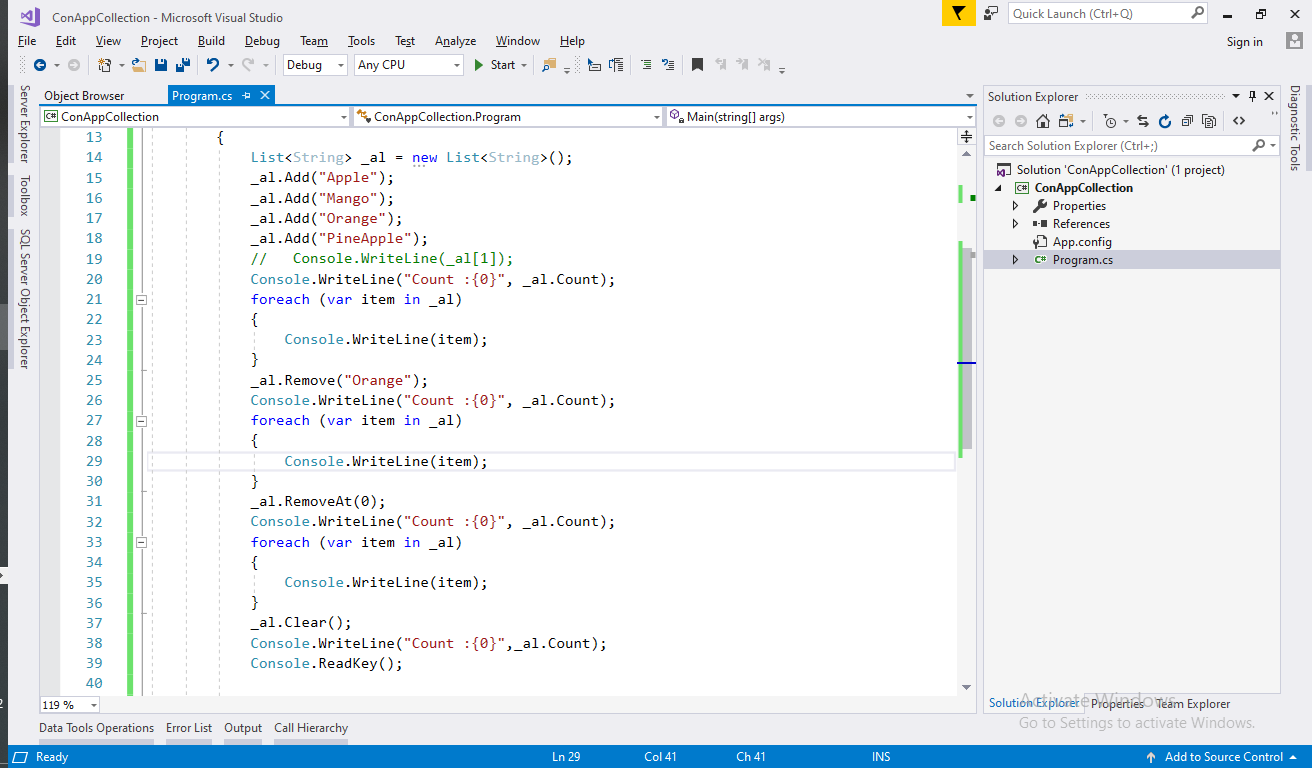 ConAppCollection - Microsoft Visual Studio
Quick Launch (Ctrl+Q)
File Edit View Project Build Debug Team Tools Test Analyze Window Help
Sign in
Debug Any CPU Start
Server Explorer
Toolbox
SQL Server Object Explorer
Object Browser Program.cs
ConAppCollection ConAppCollection.Program Main(string[] args)
13 {
14 List<String> _al = new List<String>();
15 _al.Add("Apple");
16 _al.Add("Mango");
17 _al.Add("Orange");
18 _al.Add("PineApple");
19 //   Console.WriteLine(_al[1]);
20 Console.WriteLine("Count :{0}", _al.Count);
21 foreach (var item in _al)
22 {
23 Console.WriteLine(item);
24 }
25 _al.Remove("Orange");
26 Console.WriteLine("Count :{0}", _al.Count);
27 foreach (var item in _al)
28 {
29 Console.WriteLine(item);
30 }
31 _al.RemoveAt(0);
32 Console.WriteLine("Count :{0}", _al.Count);
33 foreach (var item in _al)
34 {
35 Console.WriteLine(item);
36 }
37 _al.Clear();
38 Console.WriteLine("Count :{0}",_al.Count);
39 Console.ReadKey();
40
119 %
Solution Explorer
Search Solution Explorer (Ctrl+;)
Solution 'ConAppCollection' (1 project)
C# ConAppCollection
Properties
References
App.config
C# Program.cs
Diagnostic Tools
Activate Windows
Solution Explorer Properties Team Explorer
Go to Settings to activate Windows.
Data Tools Operations Error List Output Call Hierarchy
Ready Ln 29 Col 41 Ch 41 INS Add to Source Control